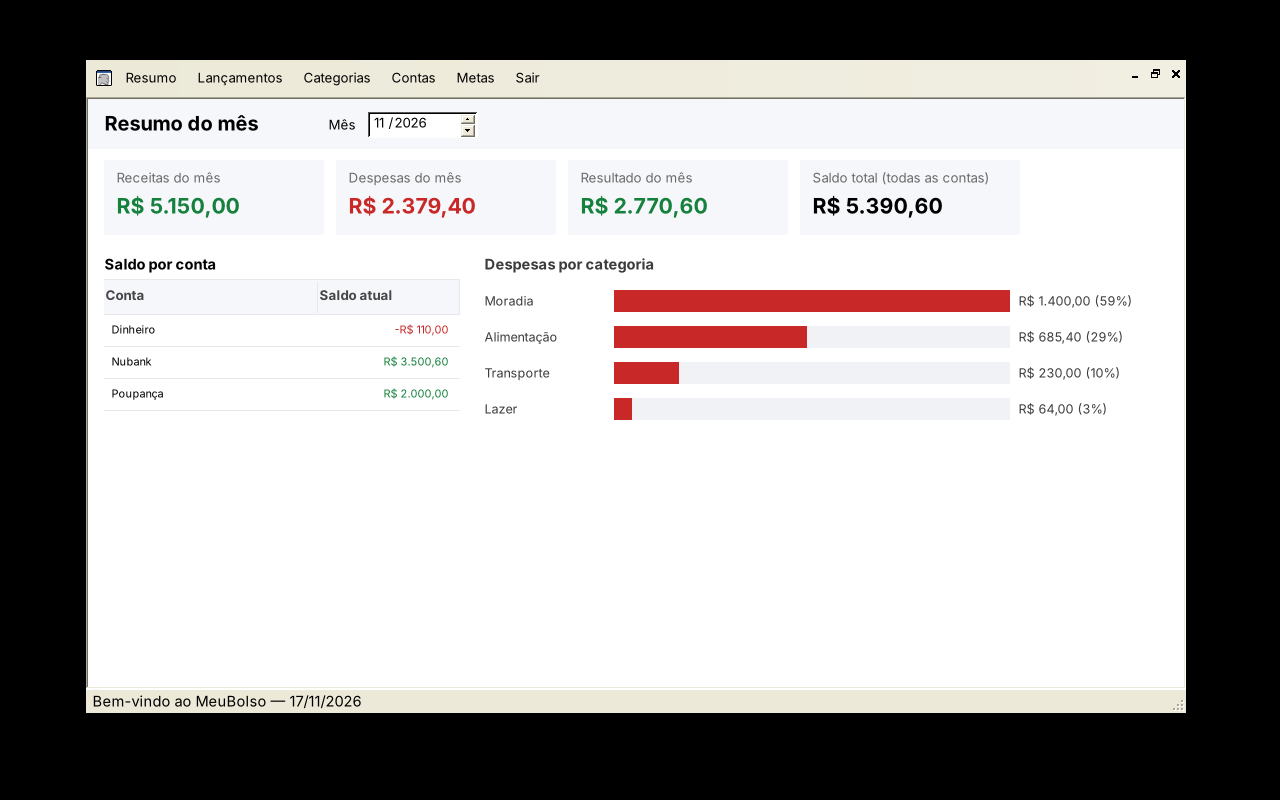 Resumo Lançamentos Categorias Contas Metas Sair
Resumo do mês Mês 11 /2026
Receitas do mês Despesas do mês Resultado do mês Saldo total (todas as contas)
R$ 5.150,00 R$ 2.379,40 R$ 2.770,60 R$ 5.390,60
Saldo por conta Despesas por categoria
Conta Saldo atual
Moradia R$ 1.400,00 (59%)
Dinheiro -R$ 110,00
Alimentação R$ 685,40 (29%)
Nubank R$ 3.500,60
Transporte R$ 230,00 (10%)
Poupança R$ 2.000,00
Lazer R$ 64,00 (3%)
Bem-vindo ao MeuBolso — 17/11/2026